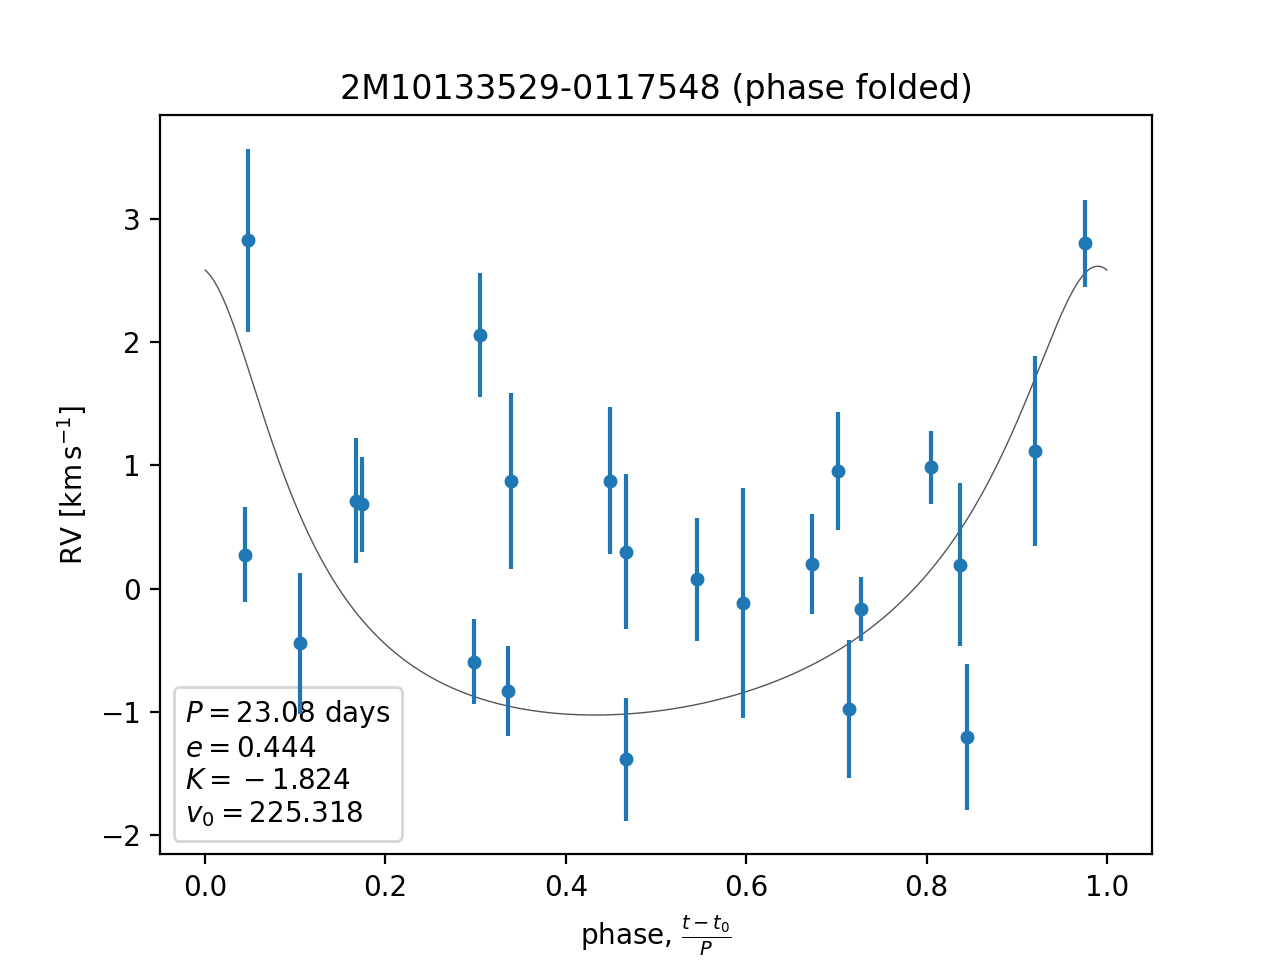 2M10133529-0117548 (phase folded)
RV [km s⁻¹]
3
2
1
0
−1
−2
P = 23.08 days
e = 0.444
K = −1.824
v₀ = 225.318
0.0 0.2 0.4 0.6 0.8 1.0
phase, (t − t₀)/P